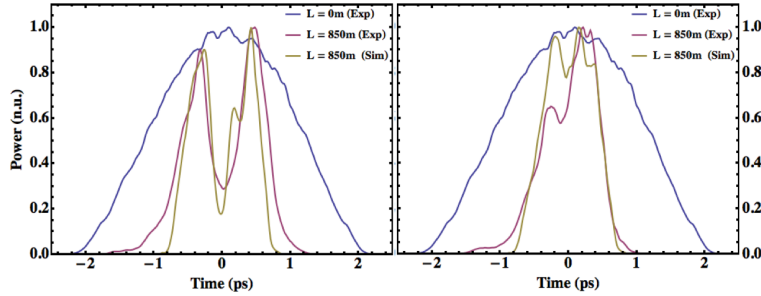 L = 0m (Exp)
L = 850m (Exp)
L = 850m (Sim)
L = 0m (Exp)
L = 850m (Exp)
L = 850m (Sim)
Power (n.u.)
1.0
0.8
0.6
0.4
0.2
0.0
1.0
0.8
0.6
0.4
0.2
0.0
−2 −1 0 1 2
−2 −1 0 1 2
Time (ps)
Time (ps)